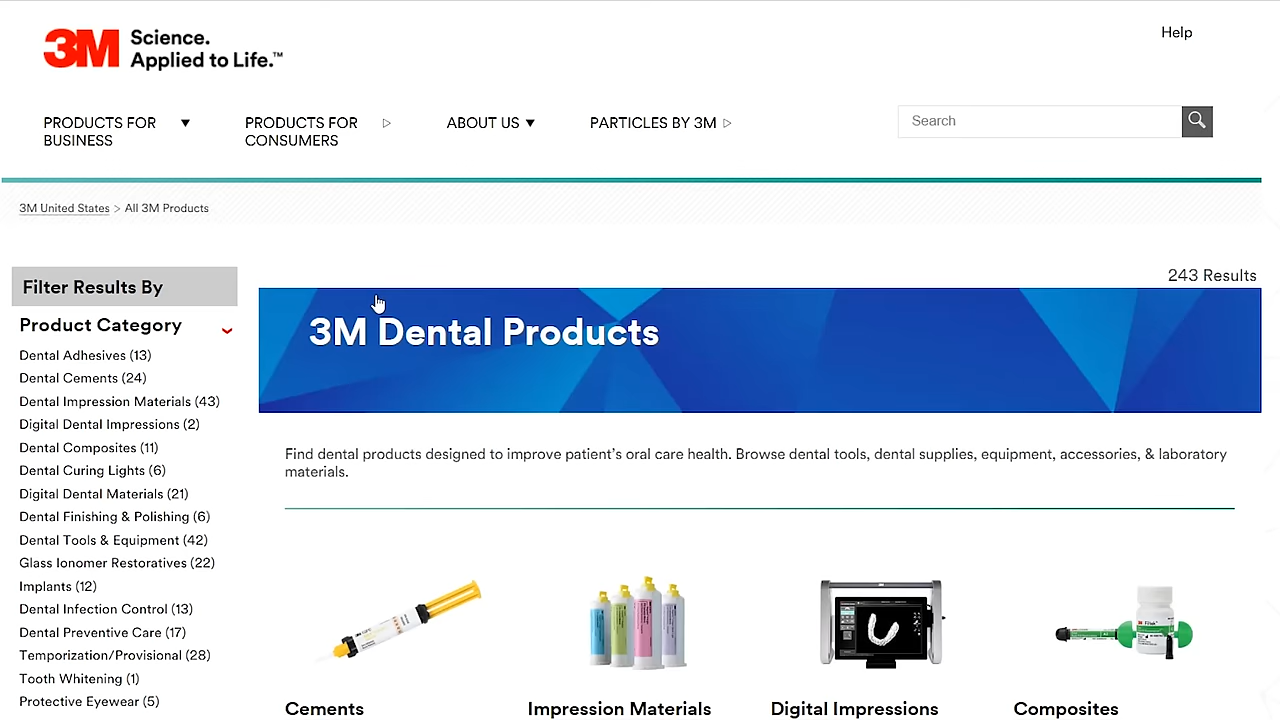 3M Science.
Applied to Life.™
Help
PRODUCTS FOR
BUSINESS
PRODUCTS FOR
CONSUMERS
ABOUT US
PARTICLES BY 3M
Search
3M United States > All 3M Products
Filter Results By
243 Results
Product Category
Dental Adhesives (13)
Dental Cements (24)
Dental Impression Materials (43)
Digital Dental Impressions (2)
Dental Composites (11)
Dental Curing Lights (6)
Digital Dental Materials (21)
Dental Finishing & Polishing (6)
Dental Tools & Equipment (42)
Glass Ionomer Restoratives (22)
Implants (12)
Dental Infection Control (13)
Dental Preventive Care (17)
Temporization/Provisional (28)
Tooth Whitening (1)
Protective Eyewear (5)
3M Dental Products
Find dental products designed to improve patient's oral care health. Browse dental tools, dental supplies, equipment, accessories, & laboratory
materials.
Cements
Impression Materials
Digital Impressions
Composites